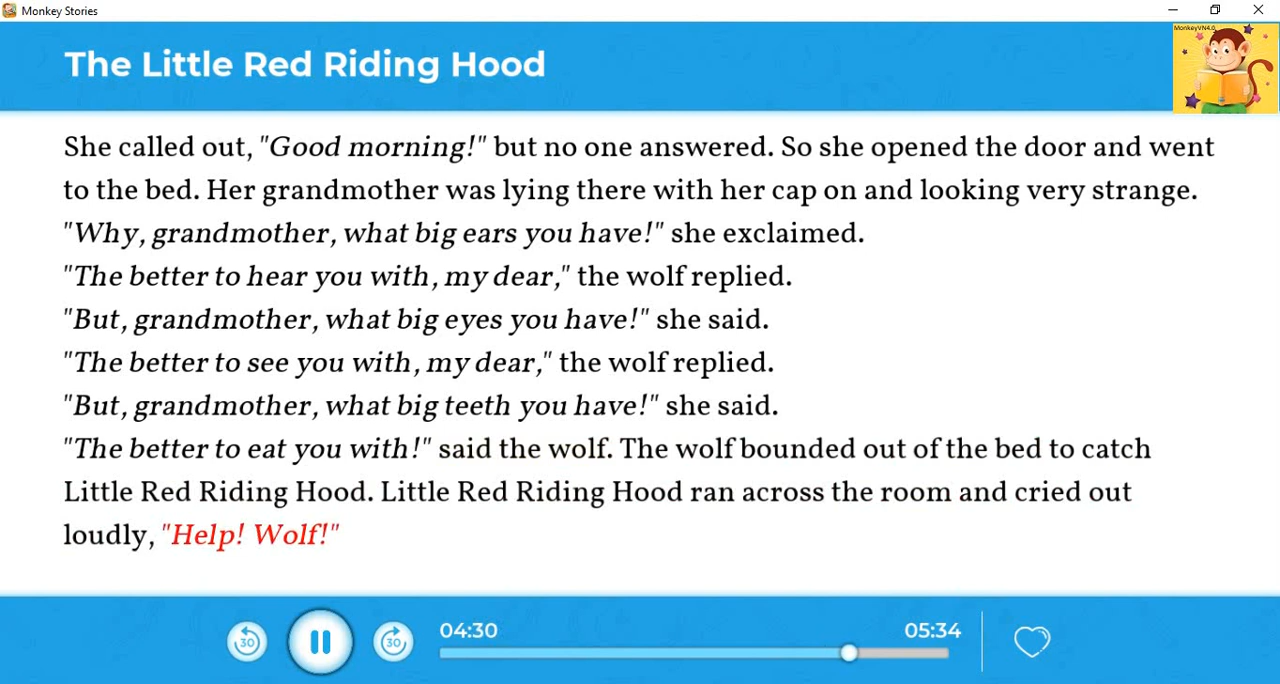 Monkey Stories
The Little Red Riding Hood
MonkeyVN4.0
She called out, "Good morning!" but no one answered. So she opened the door and went
to the bed. Her grandmother was lying there with her cap on and looking very strange.
"Why, grandmother, what big ears you have!" she exclaimed.
"The better to hear you with, my dear," the wolf replied.
"But, grandmother, what big eyes you have!" she said.
"The better to see you with, my dear," the wolf replied.
"But, grandmother, what big teeth you have!" she said.
"The better to eat you with!" said the wolf. The wolf bounded out of the bed to catch
Little Red Riding Hood. Little Red Riding Hood ran across the room and cried out
loudly, "Help! Wolf!"
30
30
04:30
05:34